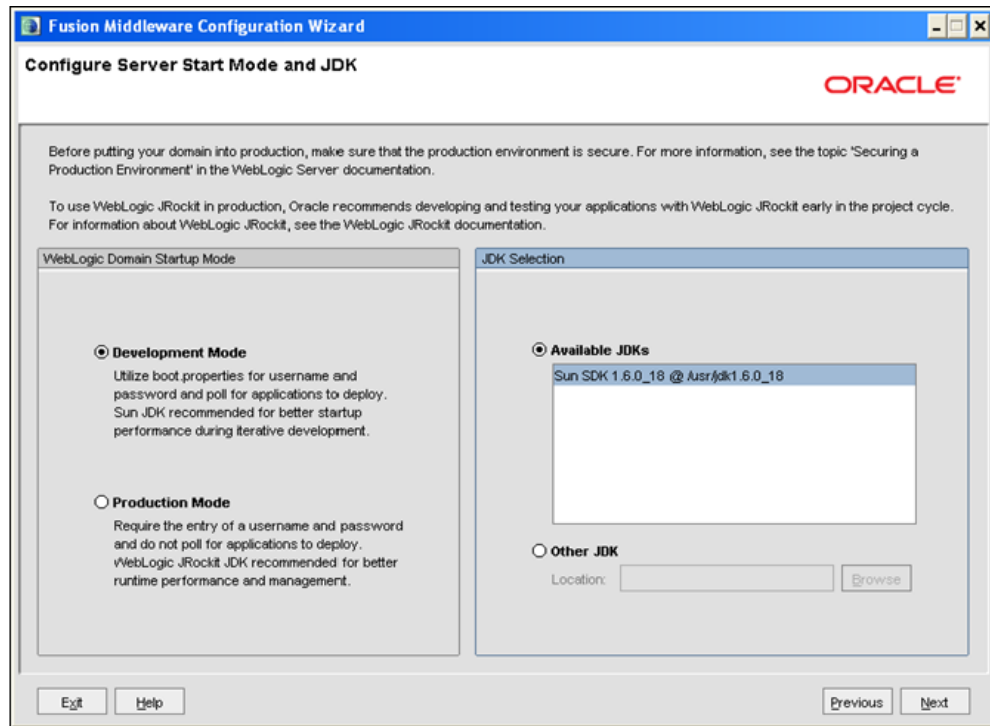 Fusion Middleware Configuration Wizard
Configure Server Start Mode and JDK
ORACLE
Before putting your domain into production, make sure that the production environment is secure. For more information, see the topic 'Securing a
Production Environment' in the WebLogic Server documentation.
To use WebLogic JRockit in production, Oracle recommends developing and testing your applications with WebLogic JRockit early in the project cycle.
For information about WebLogic JRockit, see the WebLogic JRockit documentation.
WebLogic Domain Startup Mode
Development Mode
Utilize boot.properties for username and
password and poll for applications to deploy.
Sun JDK recommended for better startup
performance during iterative development.
Production Mode
Require the entry of a username and password
and do not poll for applications to deploy.
WebLogic JRockit JDK recommended for better
runtime performance and management.
JDK Selection
Available JDKs
Sun SDK 1.6.0_18 @ /usr/jdk1.6.0_18
Other JDK
Location:
Browse
Exit
Help
Previous
Next